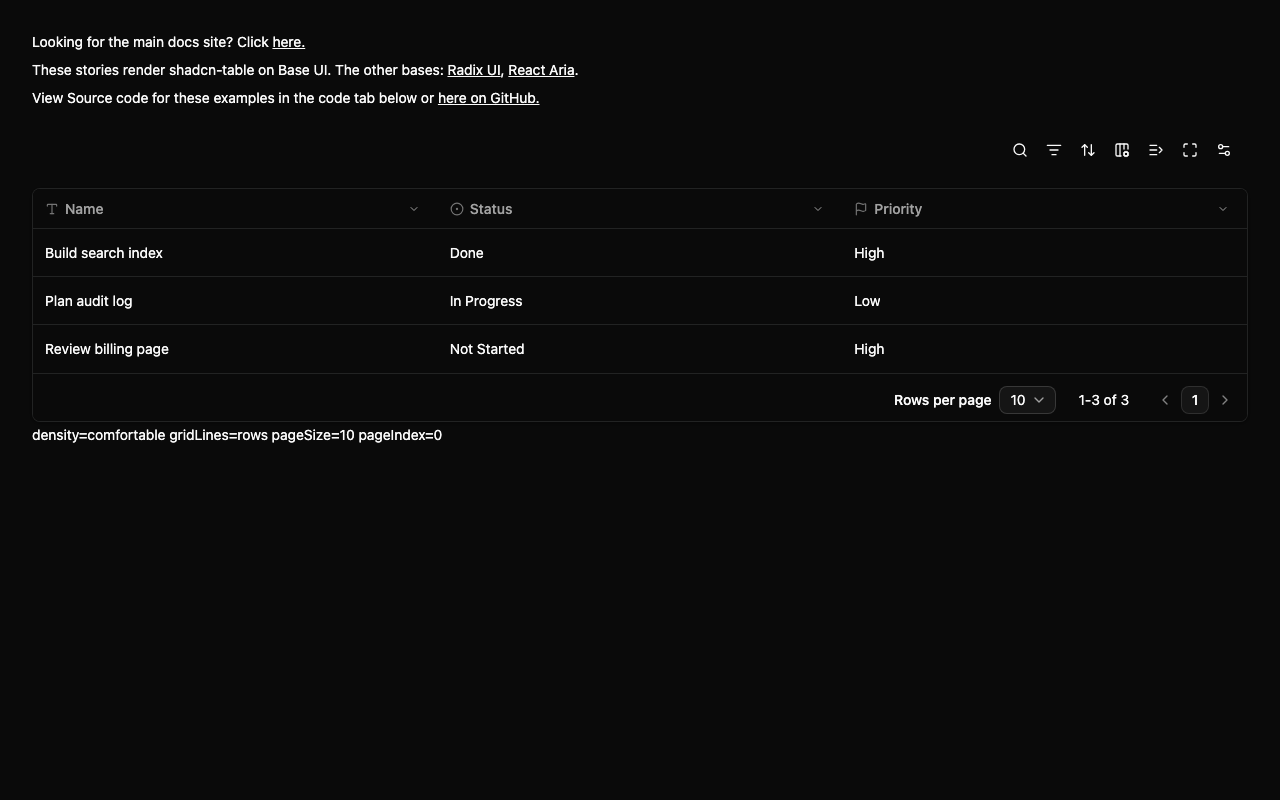 Looking for the main docs site? Click here.
These stories render shadcn-table on Base UI. The other bases: Radix UI, React Aria.
View Source code for these examples in the code tab below or here on GitHub.
Name Status Priority
Build search index Done High
Plan audit log In Progress Low
Review billing page Not Started High
Rows per page 10 1-3 of 3 1
density=comfortable gridLines=rows pageSize=10 pageIndex=0